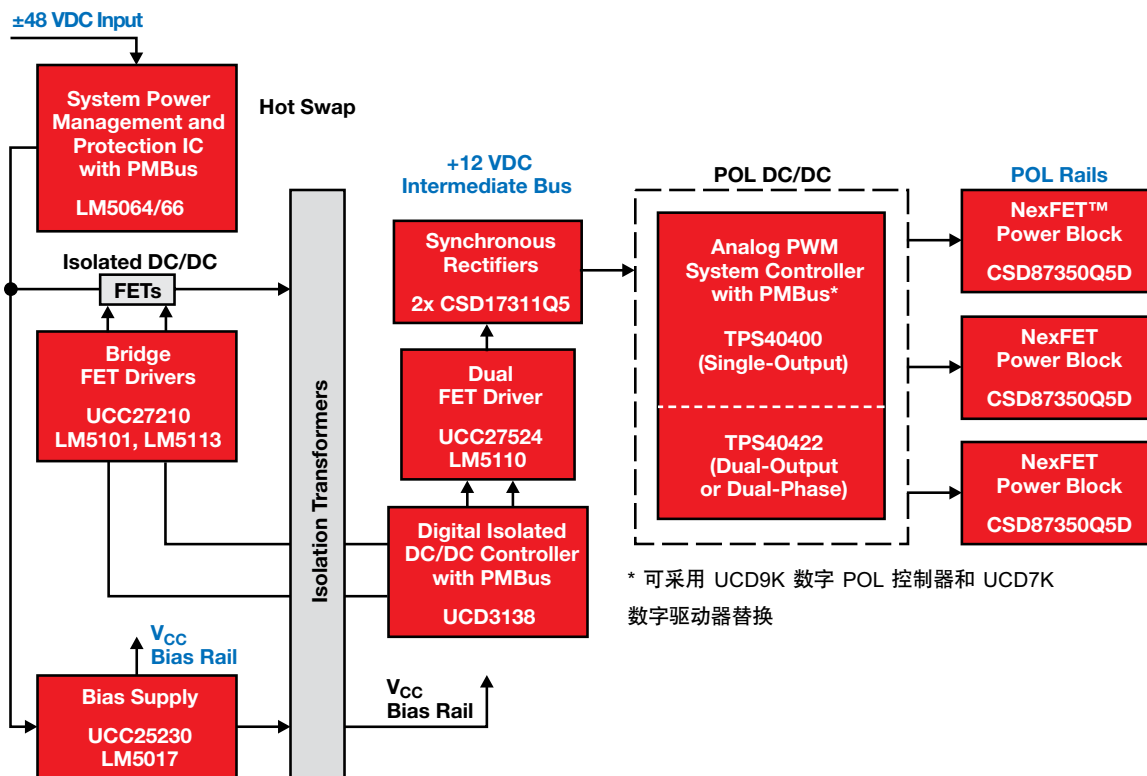 ±48 VDC Input
System Power
Management and
Protection IC
with PMBus
LM5064/66
Hot Swap
Isolated DC/DC
FETs
Bridge
FET Drivers
UCC27210
LM5101, LM5113
VCC
Bias Rail
Bias Supply
UCC25230
LM5017
Isolation Transformers
+12 VDC
Intermediate Bus
Synchronous
Rectifiers
2x CSD17311Q5
Dual
FET Driver
UCC27524
LM5110
Digital Isolated
DC/DC Controller
with PMBus
UCD3138
VCC
Bias Rail
POL DC/DC
Analog PWM
System Controller
with PMBus*
TPS40400
(Single-Output)
TPS40422
(Dual-Output
or Dual-Phase)
POL Rails
NexFET™
Power Block
CSD87350Q5D
NexFET
Power Block
CSD87350Q5D
NexFET
Power Block
CSD87350Q5D
* 可采用 UCD9K 数字 POL 控制器和 UCD7K
数字驱动器替换